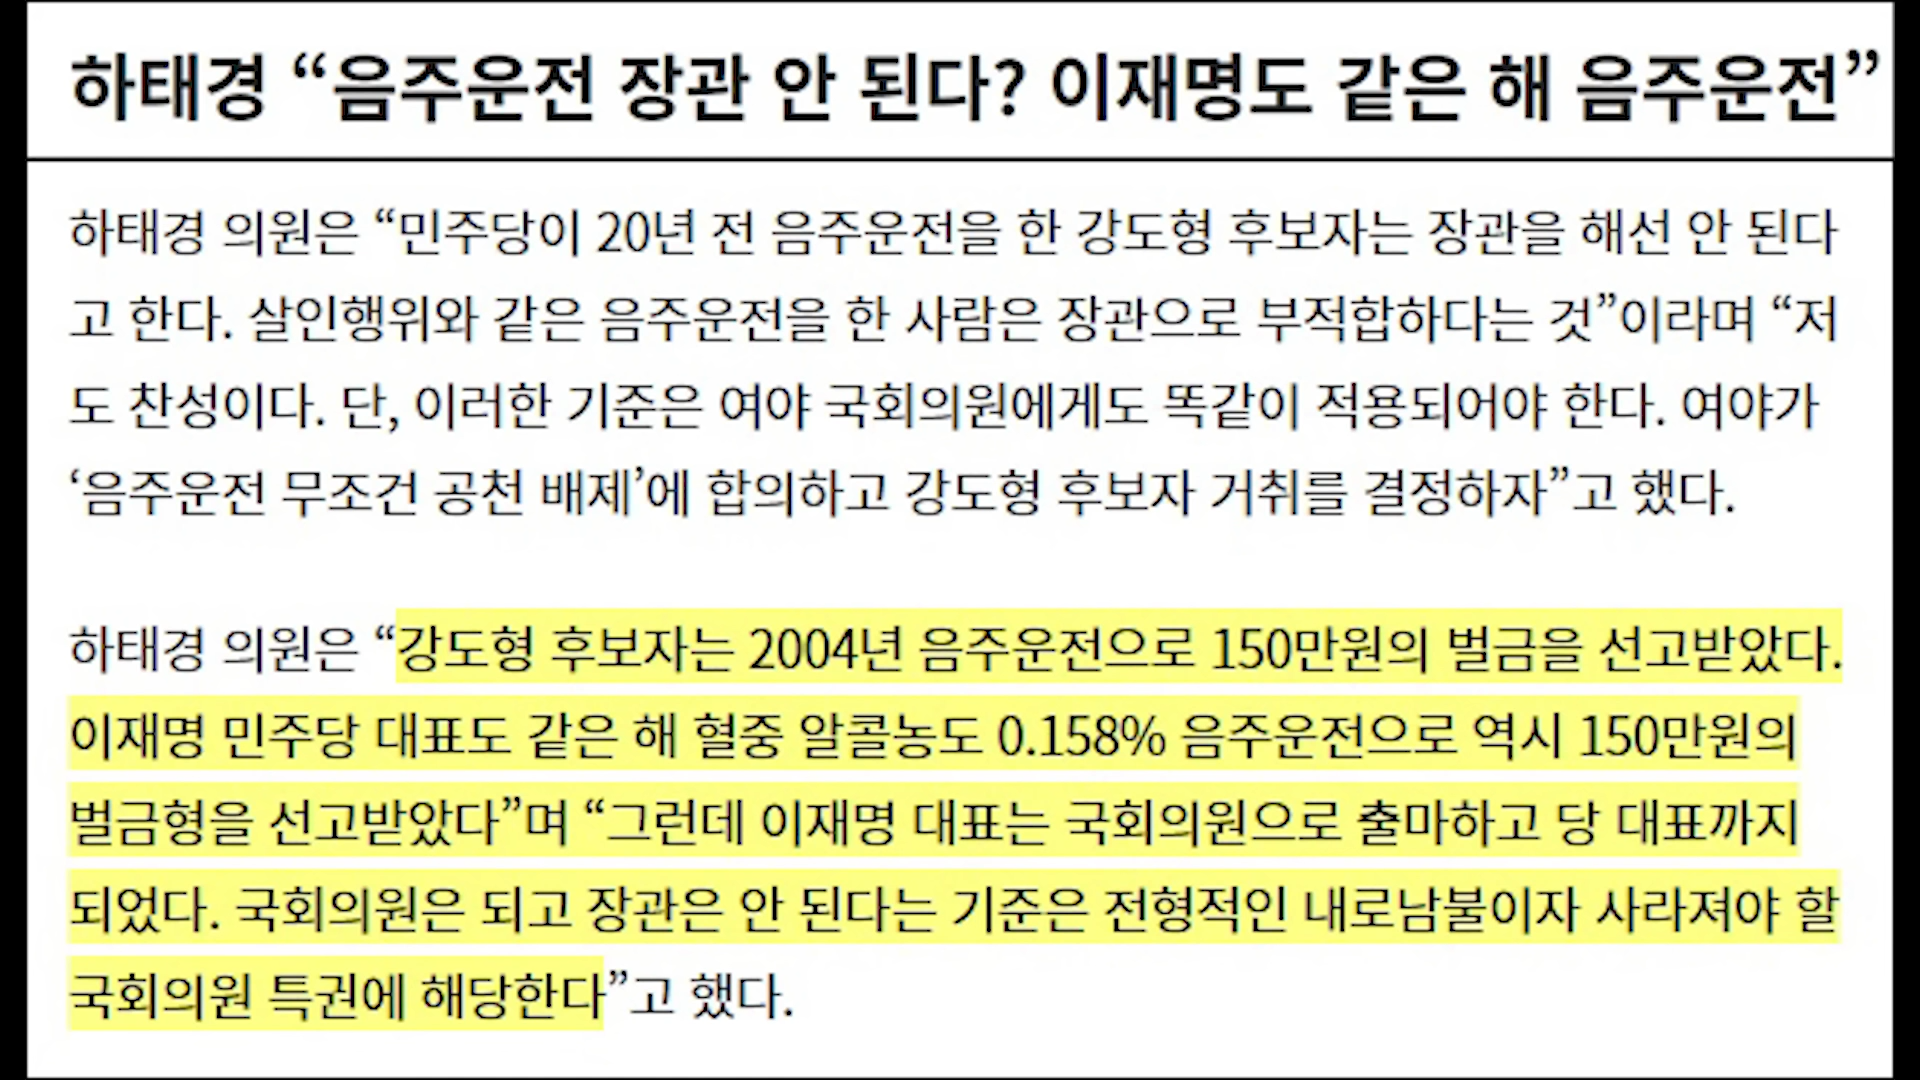 하태경 “음주운전 장관 안 된다? 이재명도 같은 해 음주운전”
하태경 의원은 “민주당이 20년 전 음주운전을 한 강도형 후보자는 장관을 해선 안 된다
고 한다. 살인행위와 같은 음주운전을 한 사람은 장관으로 부적합하다는 것”이라며 “저
도 찬성이다. 단, 이러한 기준은 여야 국회의원에게도 똑같이 적용되어야 한다. 여야가
‘음주운전 무조건 공천 배제’에 합의하고 강도형 후보자 거취를 결정하자”고 했다.
하태경 의원은 “강도형 후보자는 2004년 음주운전으로 150만원의 벌금을 선고받았다.
이재명 민주당 대표도 같은 해 혈중 알콜농도 0.158% 음주운전으로 역시 150만원의
벌금형을 선고받았다”며 “그런데 이재명 대표는 국회의원으로 출마하고 당 대표까지
되었다. 국회의원은 되고 장관은 안 된다는 기준은 전형적인 내로남불이자 사라져야 할
국회의원 특권에 해당한다”고 했다.